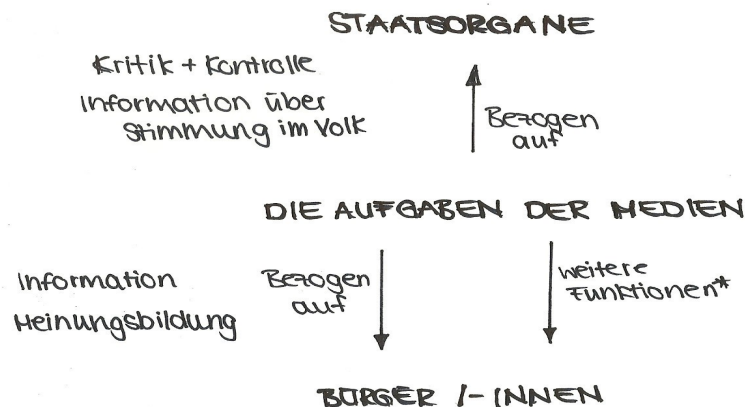 STAATSORGANE
Kritik + Kontrolle
Information über
Stimmung im Volk
Bezogen
auf
DIE AUFGABEN DER MEDIEN
Information
Meinungsbildung
Bezogen
auf
weitere
Funktionen*
BÜRGER /-INNEN